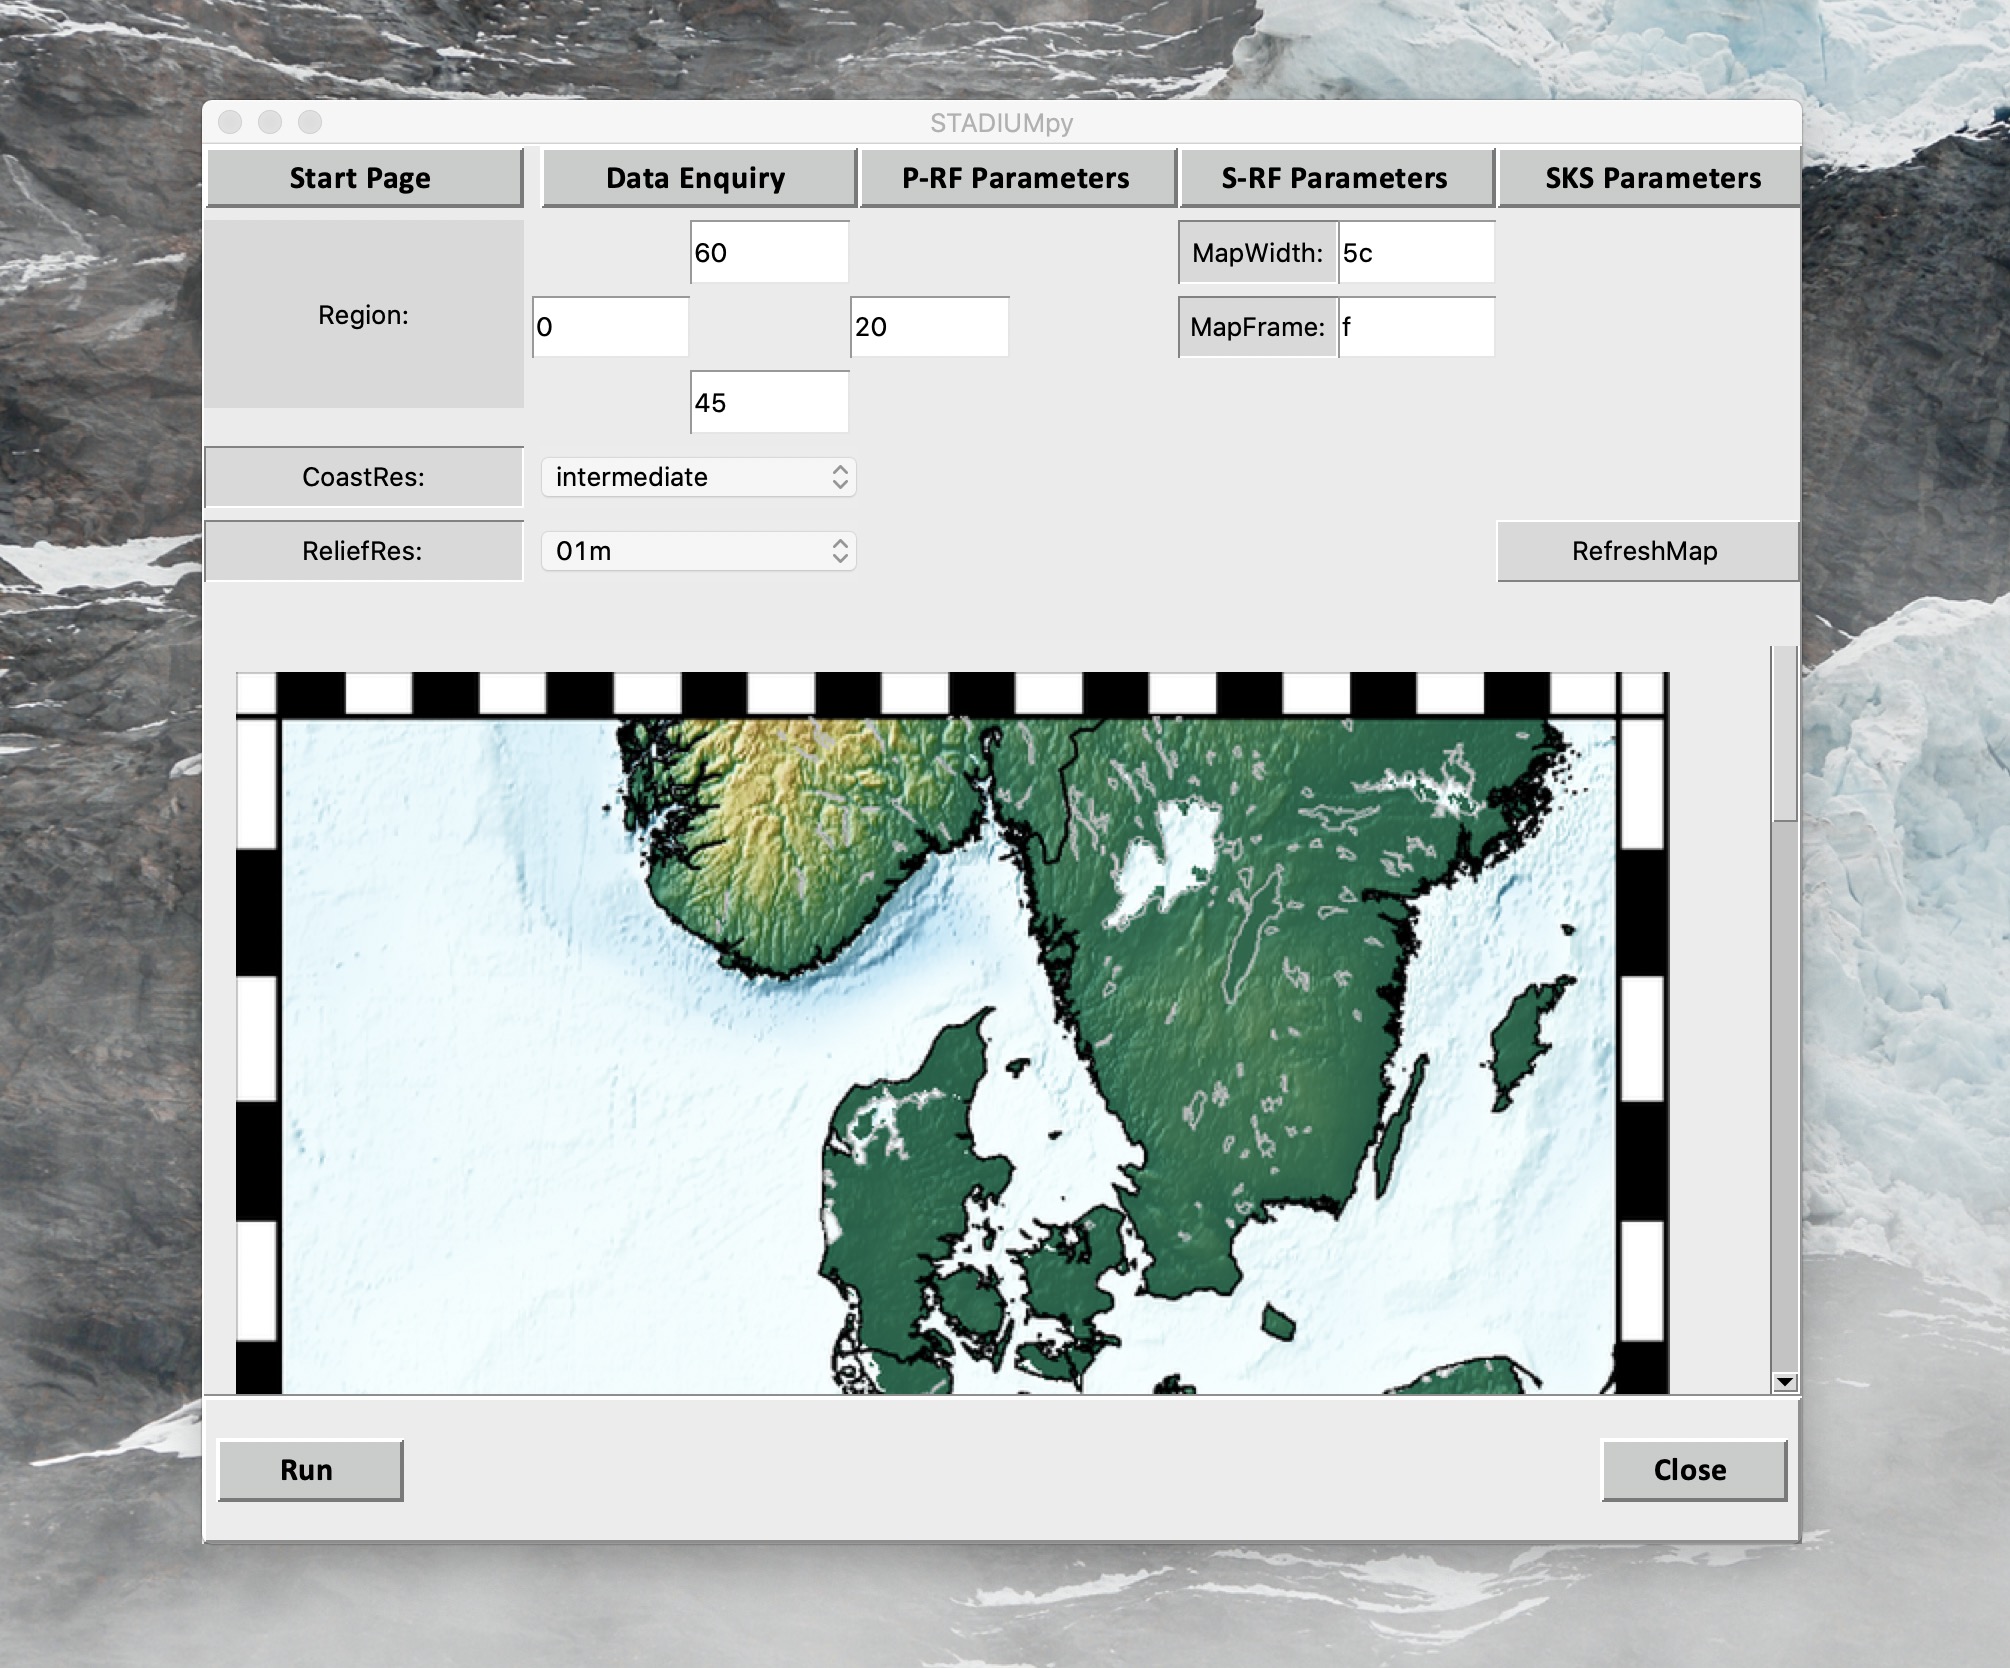 STADIUMpy
Start Page
Data Enquiry
P-RF Parameters
S-RF Parameters
SKS Parameters
Region:
60
0
20
45
MapWidth:
5c
MapFrame:
f
CoastRes:
intermediate
ReliefRes:
01m
RefreshMap
Run
Close